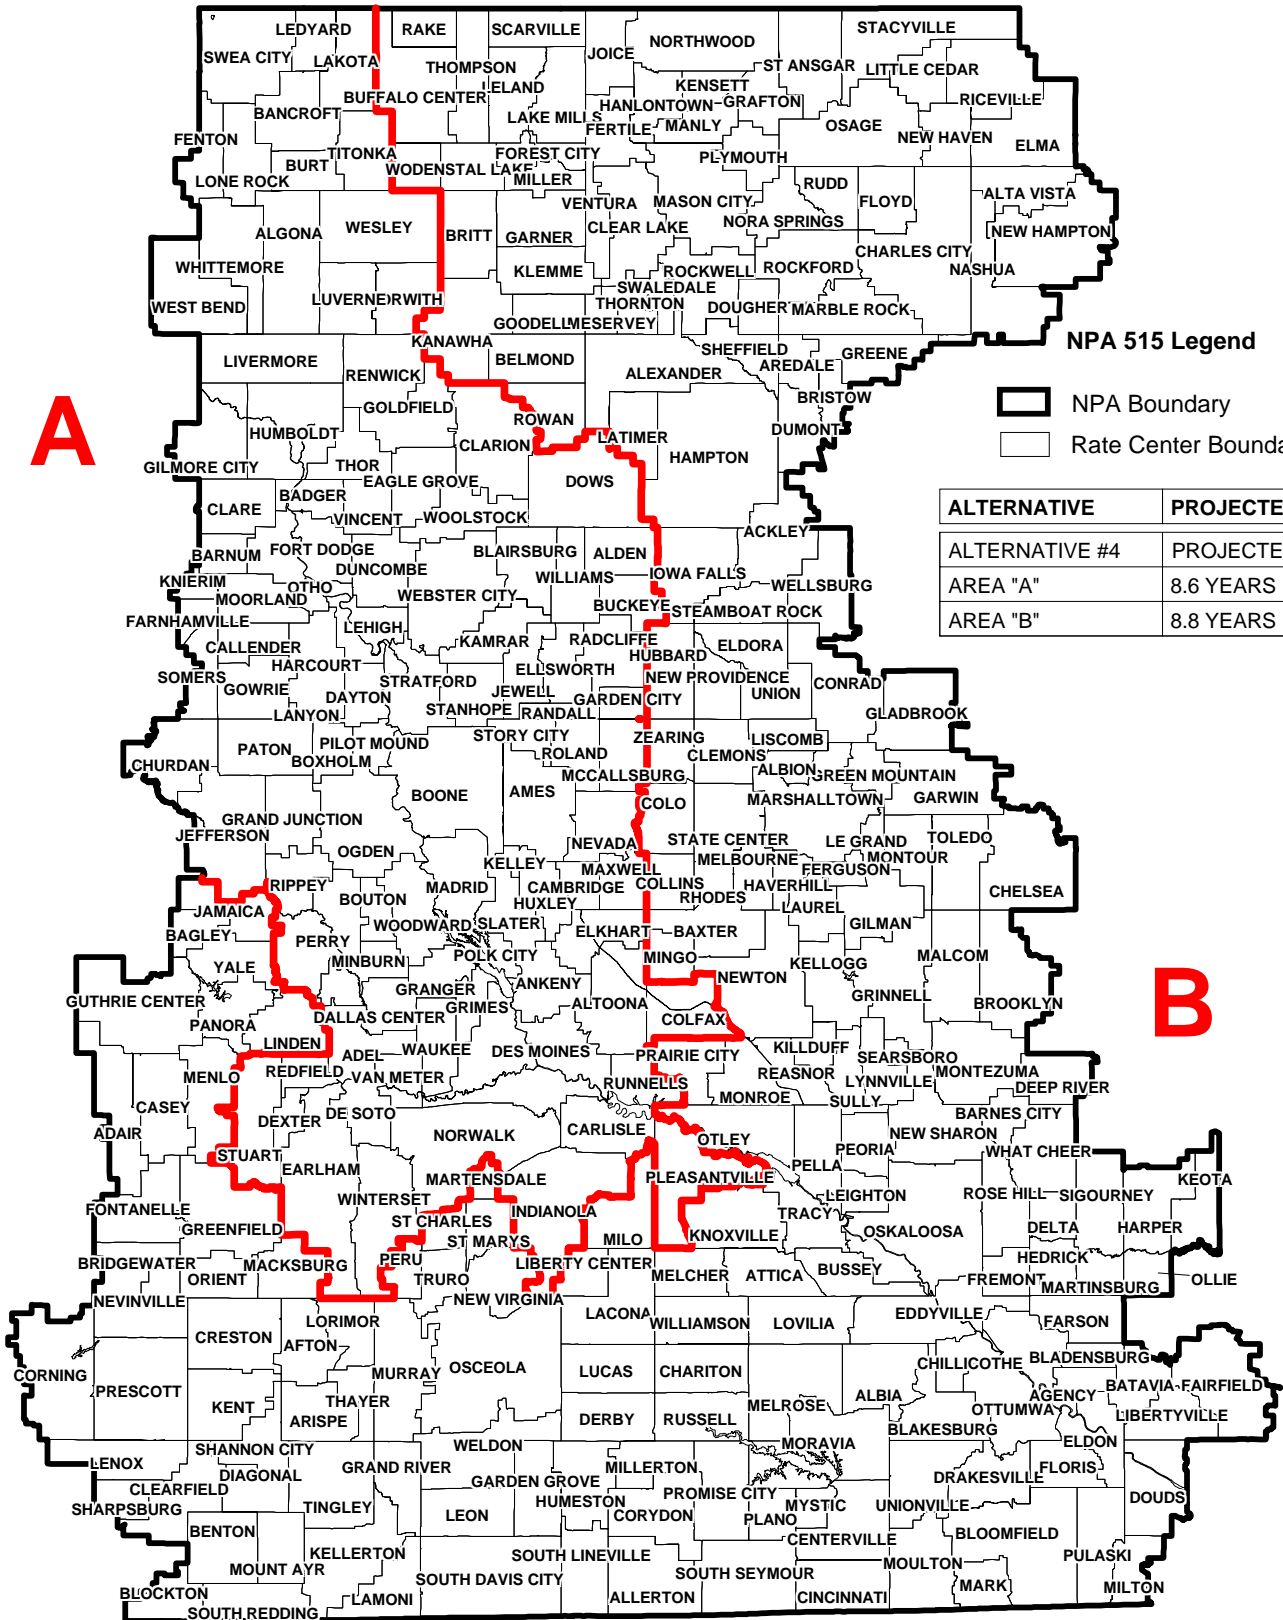 LEDYARD
RAKE
SCARVILLE
STACYVILLE
SWEA CITY
LAKOTA
JOICE
NORTHWOOD
ST ANSGAR
THOMPSON
LITTLE CEDAR
LELAND
KENSETT
BUFFALO CENTER
HANLONTOWN
GRAFTON
RICEVILLE
BANCROFT
LAKE MILLS
FERTILE
MANLY
OSAGE
NEW HAVEN
FENTON
TITONKA
FOREST CITY
PLYMOUTH
ELMA
BURT
WODEN
CRYSTAL LAKE
LONE ROCK
MILLER
RUDD
ALTA VISTA
VENTURA
MASON CITY
FLOYD
ALGONA
WESLEY
BRITT
GARNER
CLEAR LAKE
NORA SPRINGS
NEW HAMPTON
CHARLES CITY
WHITTEMORE
KLEMME
ROCKWELL
ROCKFORD
NASHUA
SWALEDALE
WEST BEND
LUVERNE
CORWITH
THORNTON
DOUGHER
MARBLE ROCK
GOODELL
MESERVEY
NPA 515 Legend
KANAWHA
SHEFFIELD
LIVERMORE
BELMOND
GREENE
AREDALE
RENWICK
ALEXANDER
NPA Boundary
BRISTOW
GOLDFIELD
A
ROWAN
DUMONT
HUMBOLDT
CLARION
LATIMER
Rate Center Bounda
HAMPTON
GILMORE CITY
THOR
EAGLE GROVE
DOWS
BADGER
ALTERNATIVE PROJECTE
CLARE
VINCENT
WOOLSTOCK
ACKLEY
ALTERNATIVE #4 PROJECTE
BARNUM
FORT DODGE
BLAIRSBURG
ALDEN
DUNCOMBE
IOWA FALLS
KNIERIM
OTHO
WILLIAMS
WELLSBURG
AREA "A" 8.6 YEARS
MOORLAND
WEBSTER CITY
BUCKEYE
STEAMBOAT ROCK
AREA "B" 8.8 YEARS
FARNHAMVILLE
LEHIGH
KAMRAR
RADCLIFFE
ELDORA
CALLENDER
HUBBARD
HARCOURT
ELLSWORTH
SOMERS
STRATFORD
NEW PROVIDENCE
CONRAD
GOWRIE
DAYTON
JEWELL
GARDEN CITY
UNION
LANYON
STANHOPE
RANDALL
GLADBROOK
STORY CITY
ZEARING
LISCOMB
PATON
PILOT MOUND
ROLAND
CLEMONS
CHURDAN
BOXHOLM
MCCALLSBURG
ALBION
GREEN MOUNTAIN
BOONE
AMES
COLO
MARSHALLTOWN
GARWIN
GRAND JUNCTION
JEFFERSON
NEVADA
STATE CENTER
LE GRAND
TOLEDO
OGDEN
KELLEY
MELBOURNE
MONTOUR
MAXWELL
FERGUSON
RIPPEY
MADRID
CAMBRIDGE
COLLINS
HAVERHILL
CHELSEA
BOUTON
HUXLEY
RHODES
JAMAICA
LAUREL
WOODWARD
SLATER
GILMAN
BAGLEY
PERRY
ELKHART
BAXTER
MINBURN
POLK CITY
MINGO
MALCOM
YALE
NEWTON
KELLOGG
GRANGER
ANKENY
GUTHRIE CENTER
GRINNELL
BROOKLYN
DALLAS CENTER
GRIMES
ALTOONA
COLFAX
PANORA
B
LINDEN
WAUKEE
DES MOINES
PRAIRIE CITY
KILLDUFF
ADEL
SEARSBORO
MENLO
REDFIELD
VAN METER
REASNOR
MONTEZUMA
RUNNELLS
LYNNVILLE
DEEP RIVER
CASEY
MONROE
SULLY
DE SOTO
BARNES CITY
ADAIR
DEXTER
CARLISLE
NEW SHARON
NORWALK
OTLEY
PEORIA
WHAT CHEER
STUART
EARLHAM
PELLA
MARTENSDALE
PLEASANTVILLE
KEOTA
WINTERSET
LEIGHTON
ROSE HILL
SIGOURNEY
FONTANELLE
INDIANOLA
TRACY
ST CHARLES
GREENFIELD
OSKALOOSA
DELTA
HARPER
ST MARYS
MILO
KNOXVILLE
BRIDGEWATER
MACKSBURG
PERU
LIBERTY CENTER
BUSSEY
HEDRICK
ORIENT
TRURO
MELCHER
ATTICA
FREMONT
OLLIE
MARTINSBURG
NEVINVILLE
NEW VIRGINIA
LORIMOR
LACONA
WILLIAMSON
LOVILIA
EDDYVILLE
FARSON
CRESTON
AFTON
CHILLICOTHE
BLADENSBURG
CORNING
MURRAY
OSCEOLA
LUCAS
CHARITON
PRESCOTT
BATAVIA
FAIRFIELD
THAYER
ALBIA
AGENCY
KENT
MELROSE
OTTUMWA
ARISPE
DERBY
RUSSELL
LIBERTYVILLE
BLAKESBURG
SHANNON CITY
WELDON
MORAVIA
ELDON
LENOX
DIAGONAL
GRAND RIVER
MILLERTON
FLORIS
CLEARFIELD
GARDEN GROVE
DRAKESVILLE
SHARPSBURG
TINGLEY
HUMESTON
PROMISE CITY
MYSTIC
UNIONVILLE
DOUDS
LEON
CORYDON
PLANO
BENTON
CENTERVILLE
BLOOMFIELD
KELLERTON
SOUTH LINEVILLE
PULASKI
MOUNT AYR
SOUTH DAVIS CITY
SOUTH SEYMOUR
MOULTON
BLOCKTON
LAMONI
ALLERTON
CINCINNATI
MARK
MILTON
SOUTH REDDING